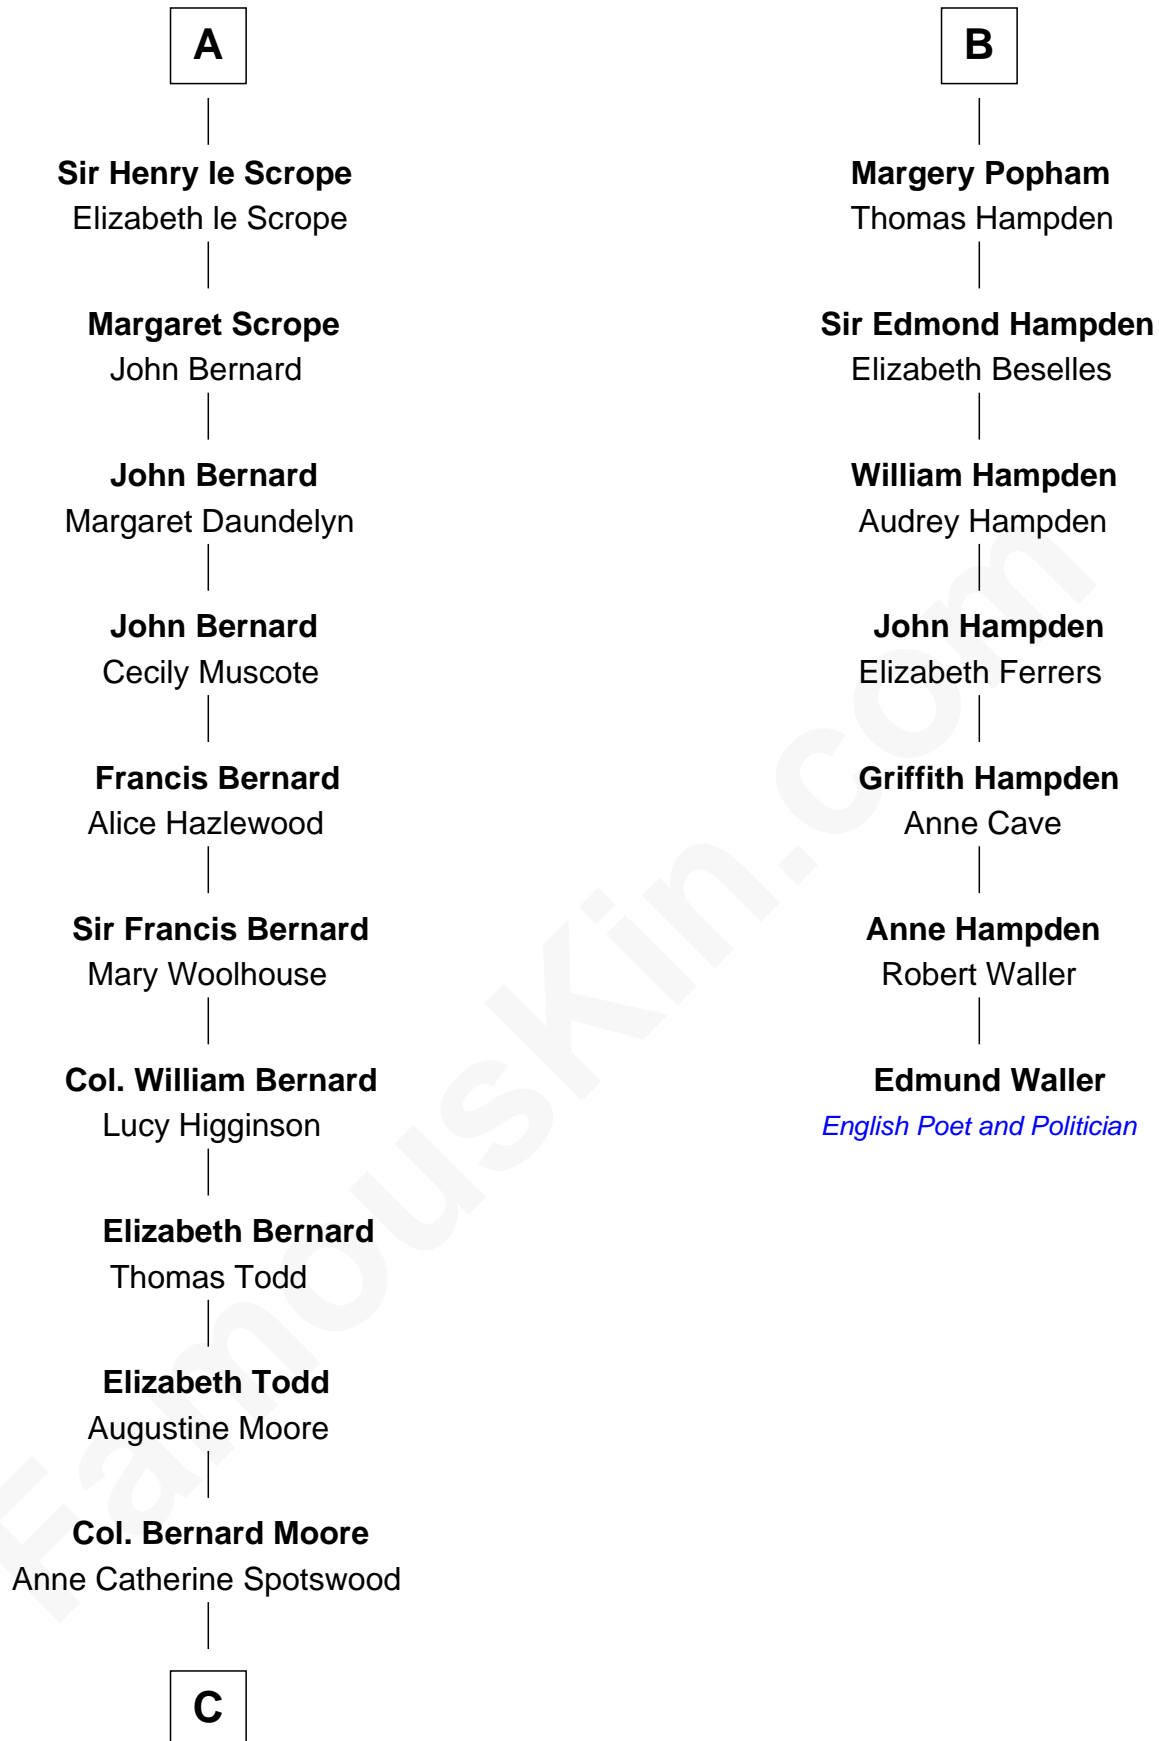 A
Sir Henry le Scrope
Elizabeth le Scrope
Margaret Scrope
John Bernard
John Bernard
Margaret Daundelyn
John Bernard
Cecily Muscote
Francis Bernard
Alice Hazlewood
Sir Francis Bernard
Mary Woolhouse
Col. William Bernard
Lucy Higginson
Elizabeth Bernard
Thomas Todd
Elizabeth Todd
Augustine Moore
Col. Bernard Moore
Anne Catherine Spotswood
C
B
Margery Popham
Thomas Hampden
Sir Edmond Hampden
Elizabeth Beselles
William Hampden
Audrey Hampden
John Hampden
Elizabeth Ferrers
Griffith Hampden
Anne Cave
Anne Hampden
Robert Waller
Edmund Waller
English Poet and Politician
FamousKin.com